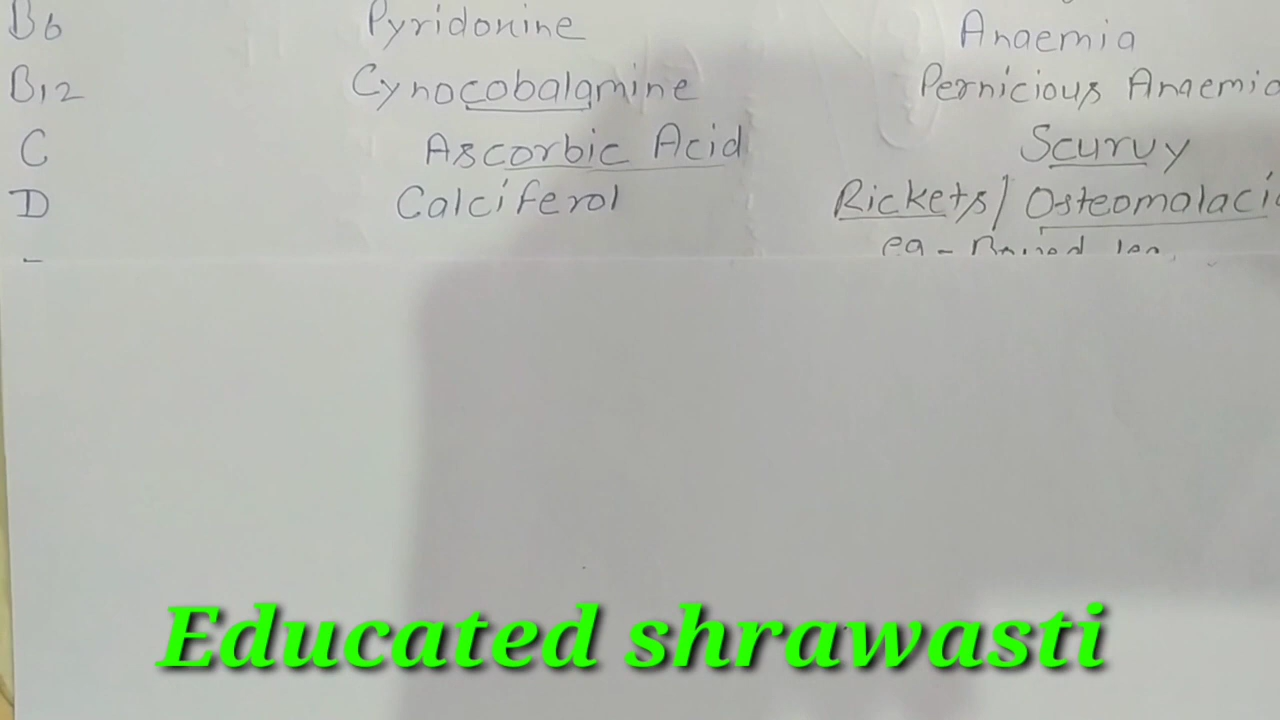 B6 Pyridonine Anaemia
B12 Cynocobalamine Pernicious Anaemia
C Ascorbic Acid Scurvy
D Calciferol Rickets/ Osteomalaci
Educated shrawasti